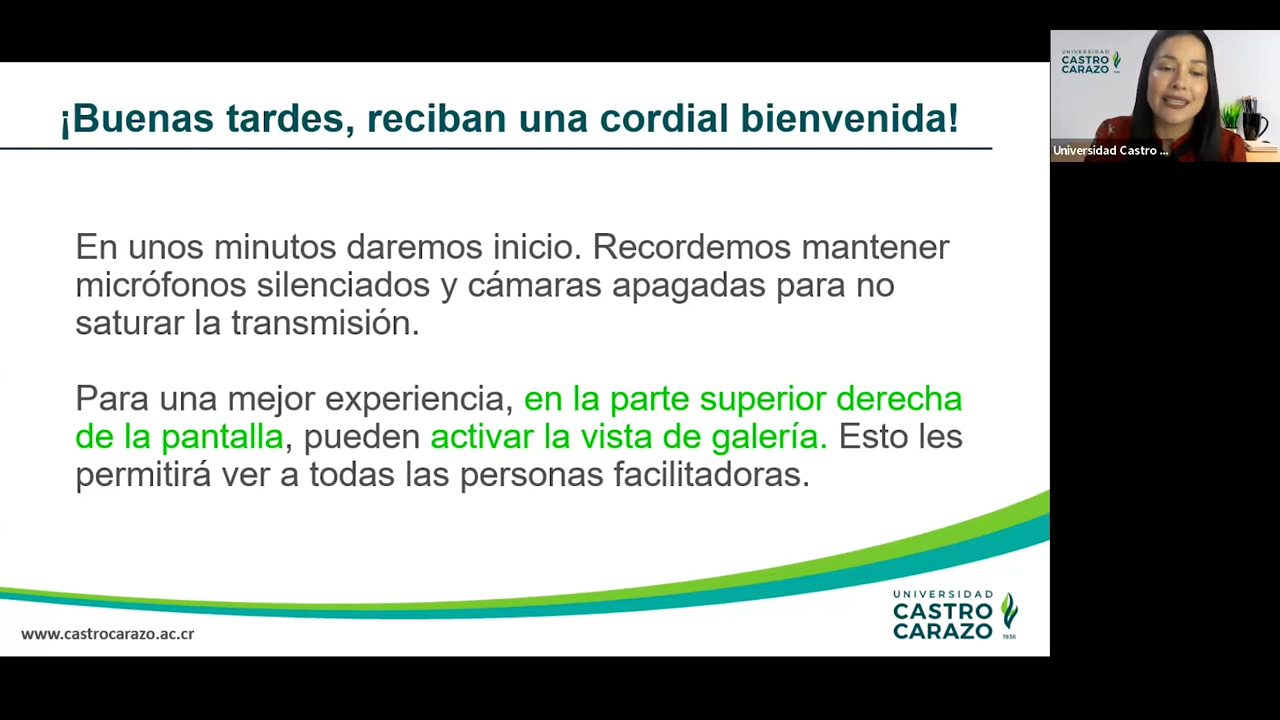 ¡Buenas tardes, reciban una cordial bienvenida!
En unos minutos daremos inicio. Recordemos mantener
micrófonos silenciados y cámaras apagadas para no
saturar la transmisión.
Para una mejor experiencia, en la parte superior derecha
de la pantalla, pueden activar la vista de galería. Esto les
permitirá ver a todas las personas facilitadoras.
www.castrocarazo.ac.cr
UNIVERSIDAD
CASTRO
CARAZO
1936
UNIVERSIDAD
CASTRO
CARAZO
Universidad Castro ...